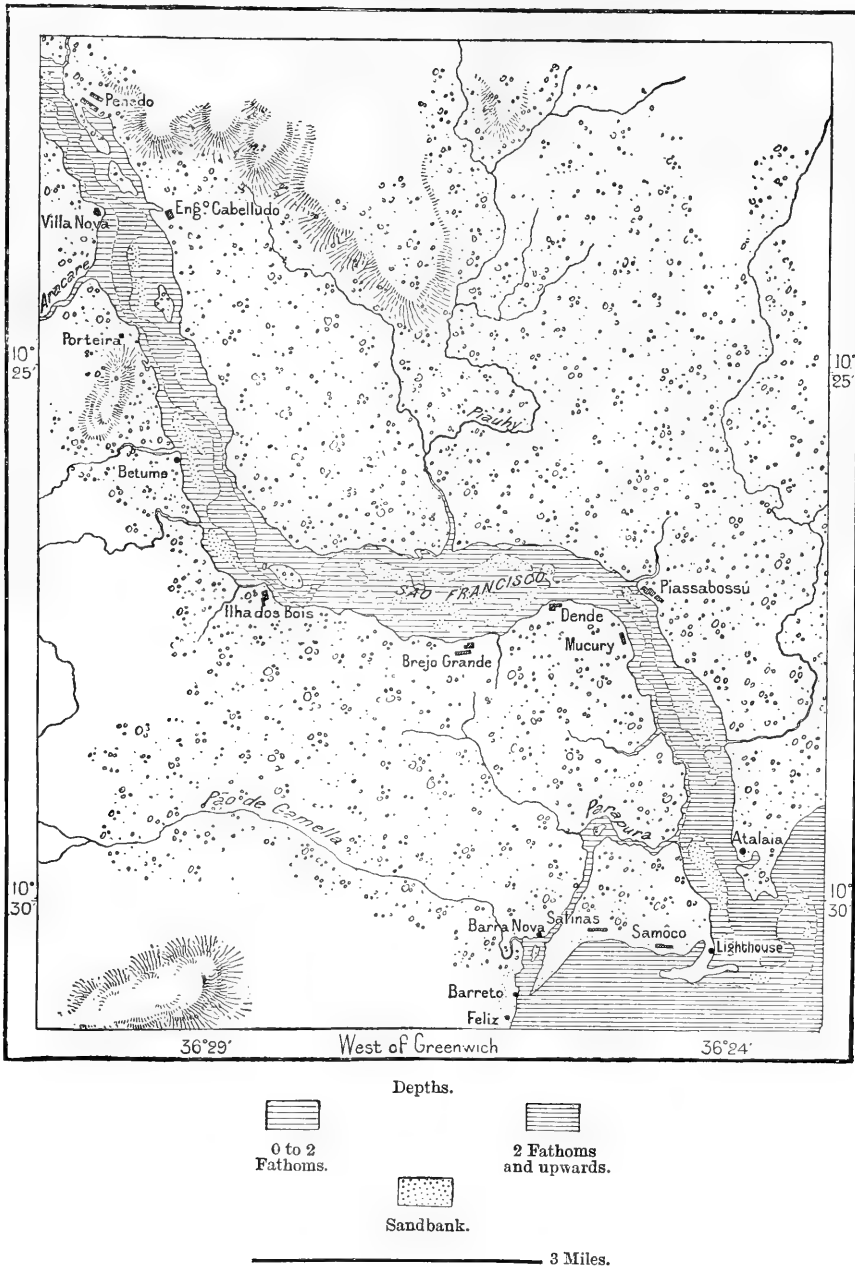 Penedo
Villa Nova
Engº Cabelludo
Aracare
Porteira
10°
25'
10°
25'
Piauhy
Betume
SÃO FRANCISCO
Piassabossú
Ilha dos Bois
Dende
Mucury
Brejo Grande
Pão de Camella
Parapura
Atalaia
10°
30'
10°
30'
Barra Nova
Salinas
Samôco
Lighthouse
Barreto
Feliz
36°29'
West of Greenwich
36°24'
Depths.
0 to 2
Fathoms.
2 Fathoms
and upwards.
Sandbank.
3 Miles.